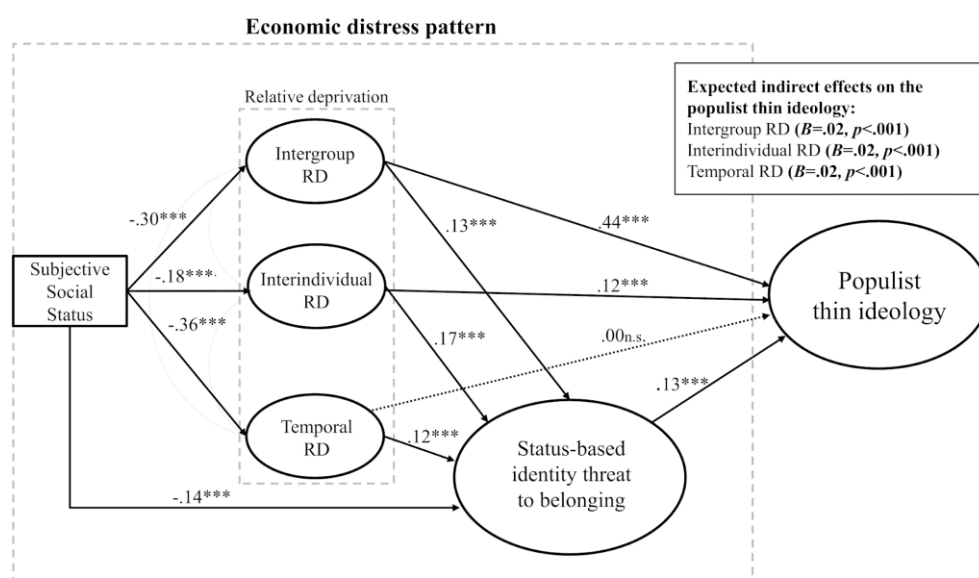 Economic distress pattern
Expected indirect effects on the
populist thin ideology:
Intergroup RD (B=.02, p<.001)
Interindividual RD (B=.02, p<.001)
Temporal RD (B=.02, p<.001)
Relative deprivation
Intergroup
RD
-.30***
.13***
.44***
Subjective
Social
Status
-.18***.
Interindividual
RD
.12***
Populist
thin ideology
-.36***
.17***
.00n.s.
.13***
Temporal
RD
.12***
Status-based
identity threat
to belonging
-.14***